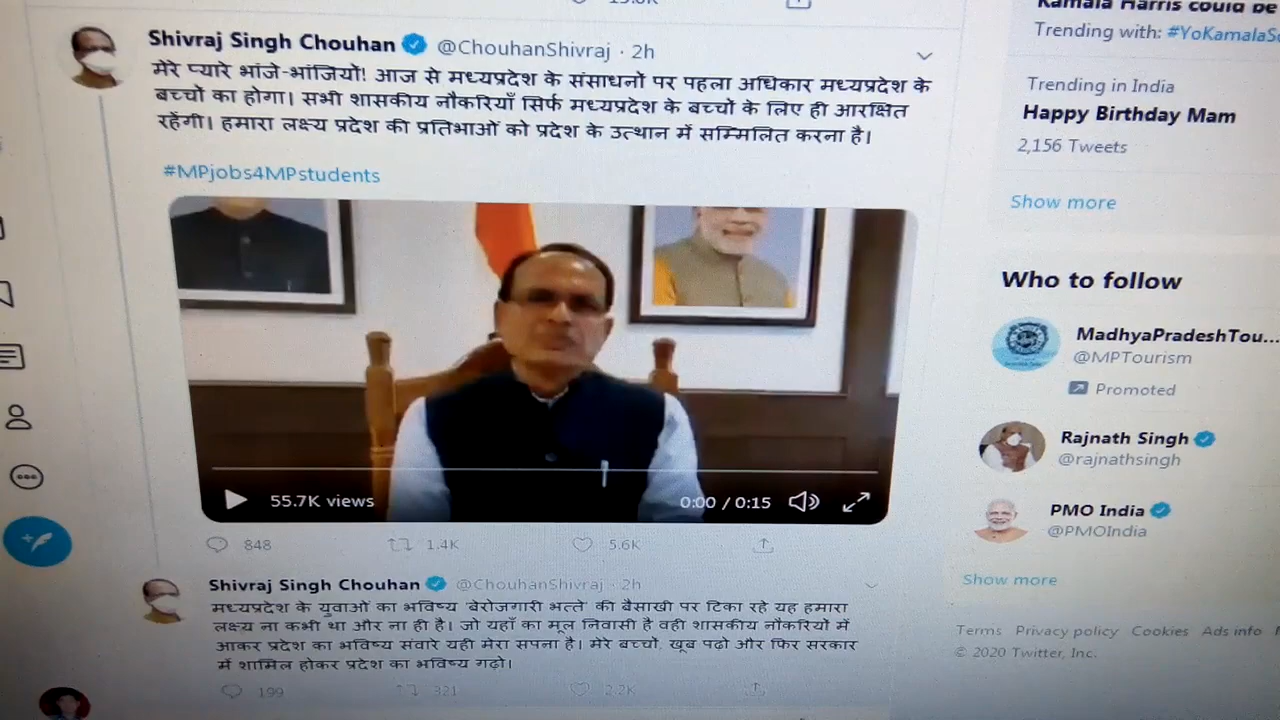 Shivraj Singh Chouhan @ChouhanShivraj · 2h
मेरे प्यारे भांजे-भांजियों! आज से मध्यप्रदेश के संसाधनों पर पहला अधिकार मध्यप्रदेश के
बच्चों का होगा। सभी शासकीय नौकरियाँ सिर्फ मध्यप्रदेश के बच्चों के लिए ही आरक्षित
रहेंगी। हमारा लक्ष्य प्रदेश की प्रतिभाओं को प्रदेश के उत्थान में सम्मिलित करना है।
#MPjobs4MPstudents
55.7K views
0:00 / 0:15
848
1.4K
5.6K
Shivraj Singh Chouhan @ChouhanShivraj · 2h
मध्यप्रदेश के युवाओं का भविष्य 'बेरोजगारी भत्ते' की बैसाखी पर टिका रहे यह हमारा
लक्ष्य ना कभी था और ना ही है। जो यहाँ का मूल निवासी है वही शासकीय नौकरियों में
आकर प्रदेश का भविष्य संवारे यही मेरा सपना है। मेरे बच्चों, खूब पढ़ो और फिर सरकार
में शामिल होकर प्रदेश का भविष्य गढ़ो।
199
321
2.2K
Kamala Harris could be
Trending with: #YoKamalaSo
Trending in India
Happy Birthday Mam
2,156 Tweets
Show more
Who to follow
MadhyaPradeshTou...
@MPTourism
Promoted
Rajnath Singh
@rajnathsingh
PMO India
@PMOIndia
Show more
Terms Privacy policy Cookies Ads info
© 2020 Twitter, Inc.